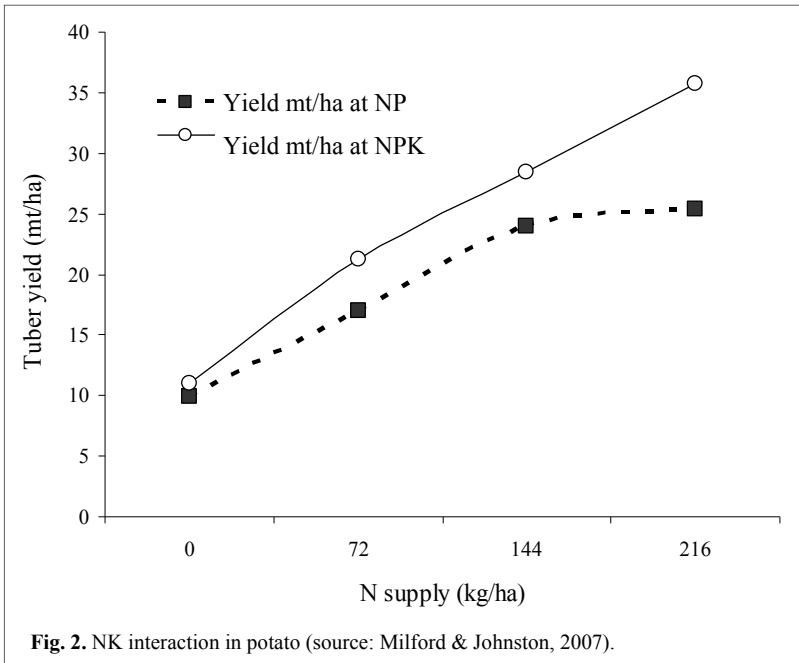 40
35
30
25
20
15
10
5
0
Tuber yield (mt/ha)
Yield mt/ha at NP
Yield mt/ha at NPK
0 72 144 216
N supply (kg/ha)
Fig. 2. NK interaction in potato (source: Milford & Johnston, 2007).